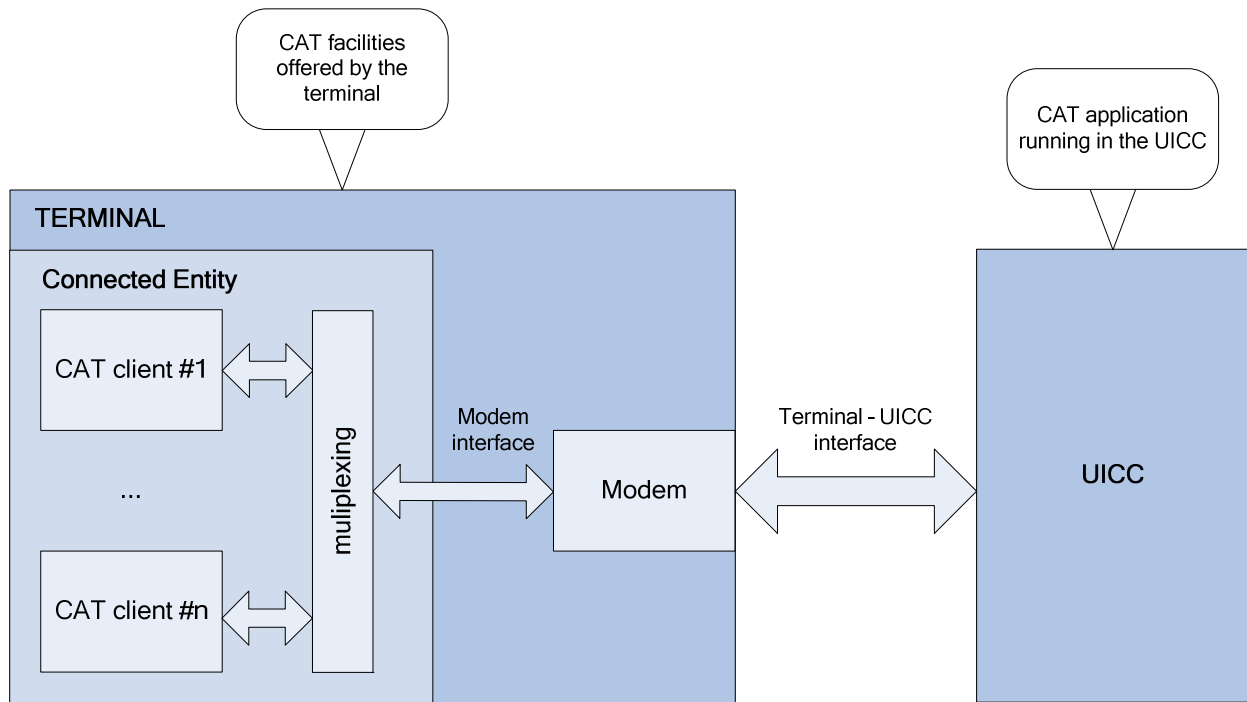 CAT facilities
offered by the
terminal
CAT application
running in the UICC
TERMINAL
Connected Entity
CAT client #1
...
CAT client #n
muliplexing
Modem
interface
Modem
Terminal - UICC
interface
UICC